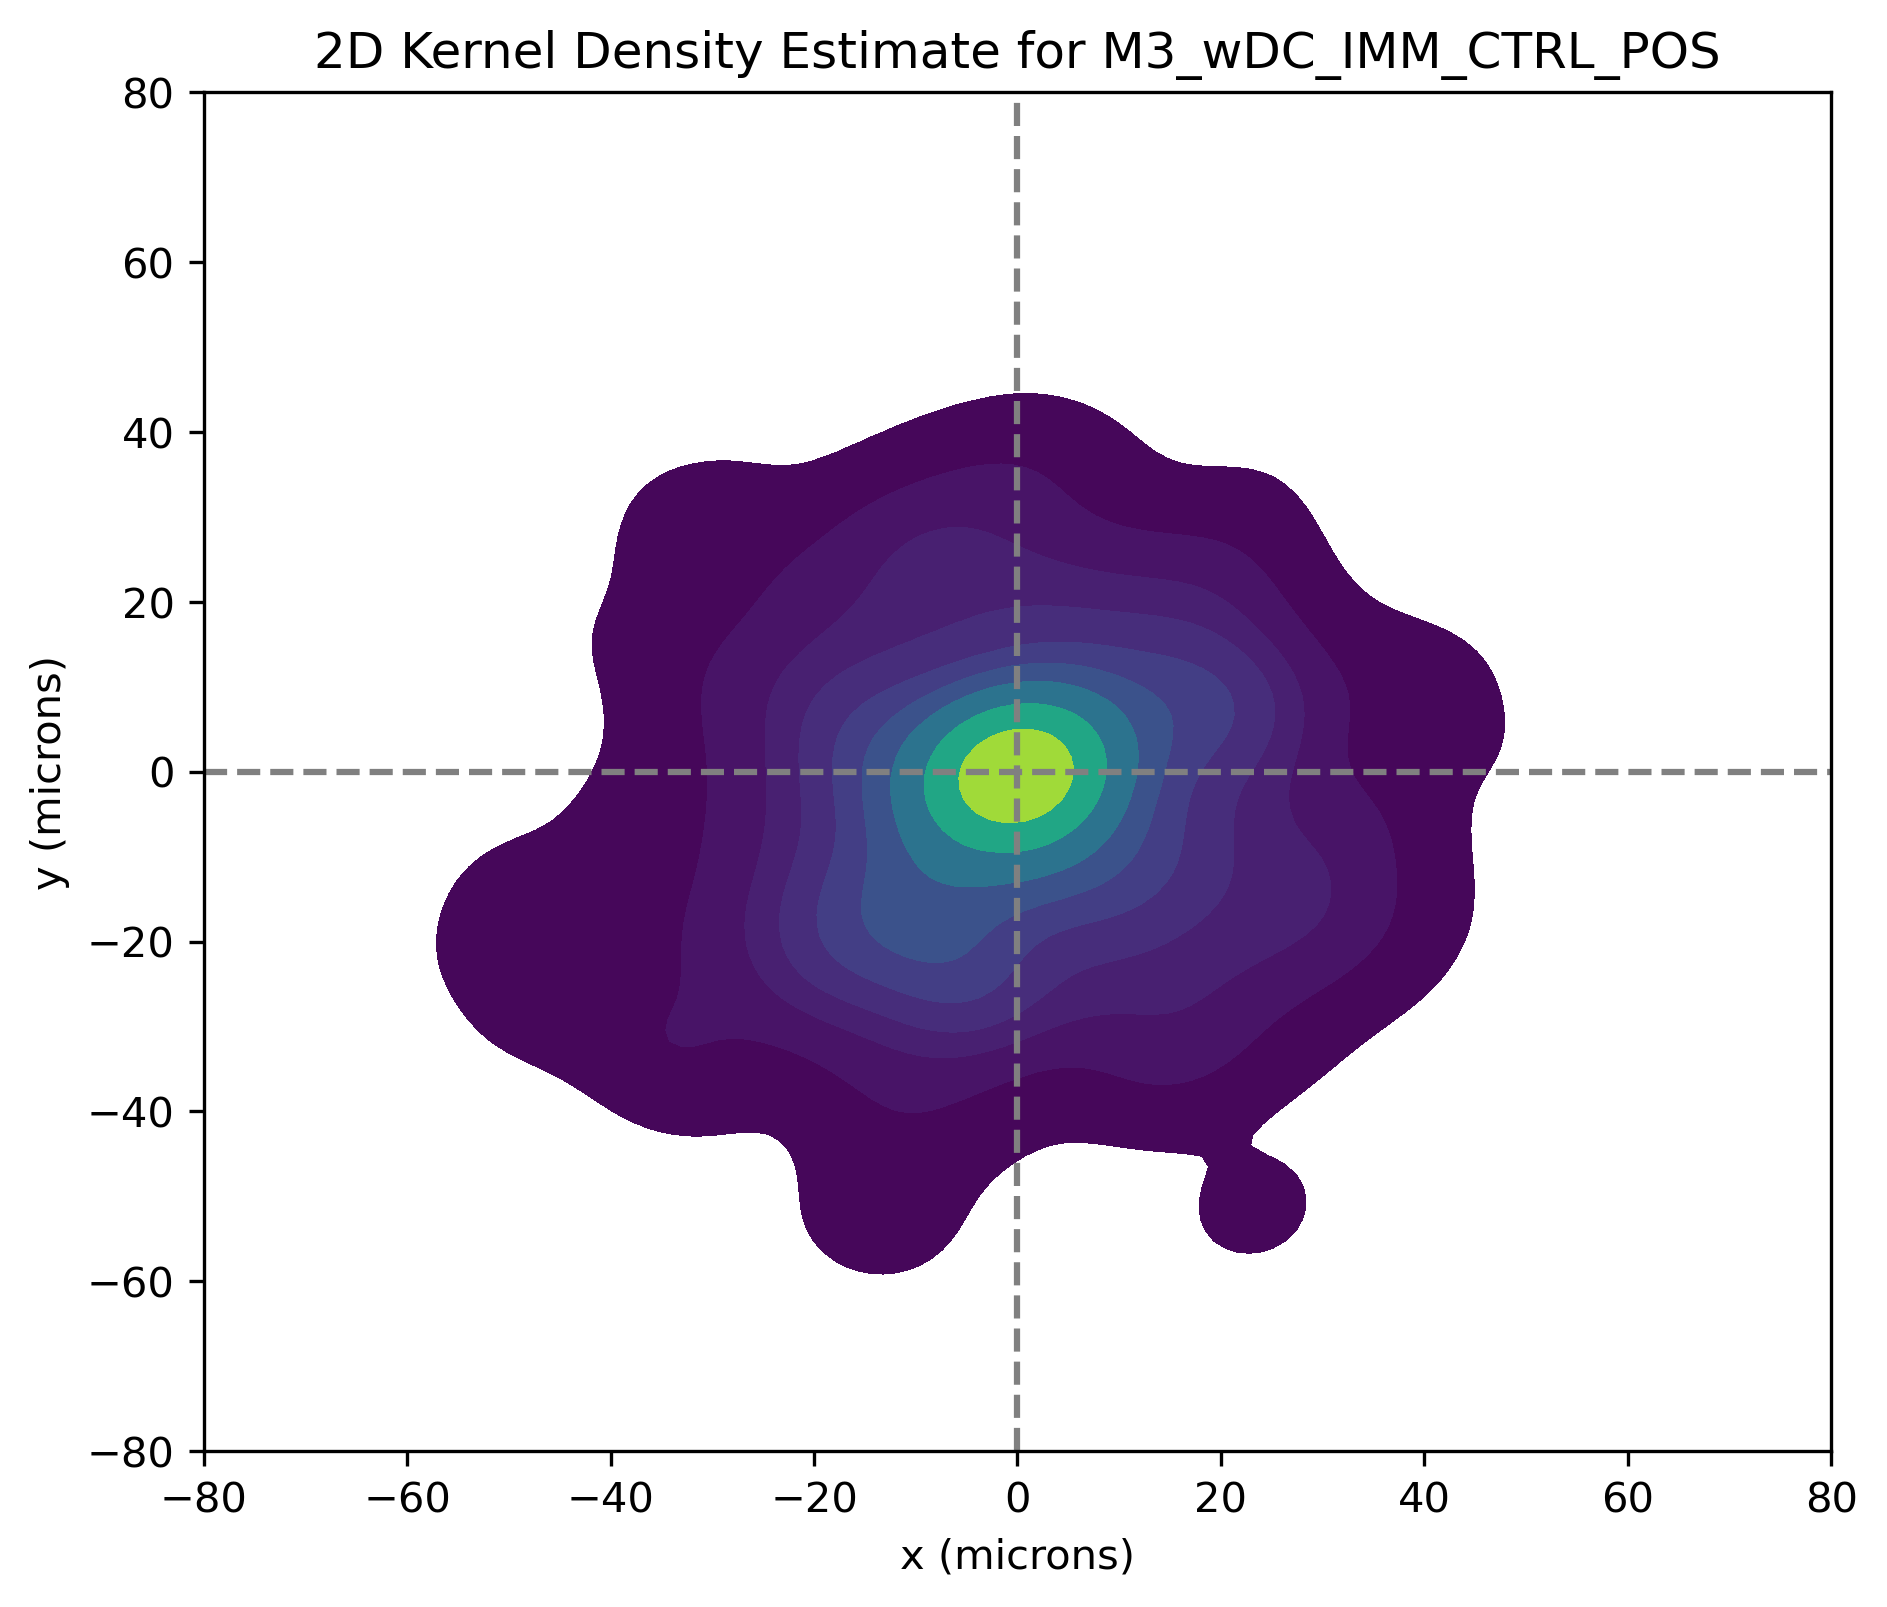 2D Kernel Density Estimate for M3_wDC_IMM_CTRL_POS
80
60
40
20
0
−20
−40
−60
−80
y (microns)
−80 −60 −40 −20 0 20 40 60 80
x (microns)